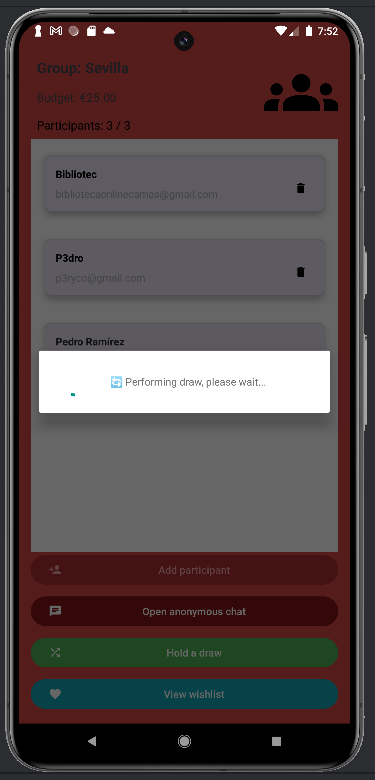 7:52
Group: Sevilla
Budget: €25.00
Participants: 3 / 3
Bibliotec
bibliotecaonlinecamas@gmail.com
P3dro
p3ryco@gmail.com
Pedro Ramírez
Performing draw, please wait...
Add participant
Open anonymous chat
Hold a draw
View wishlist